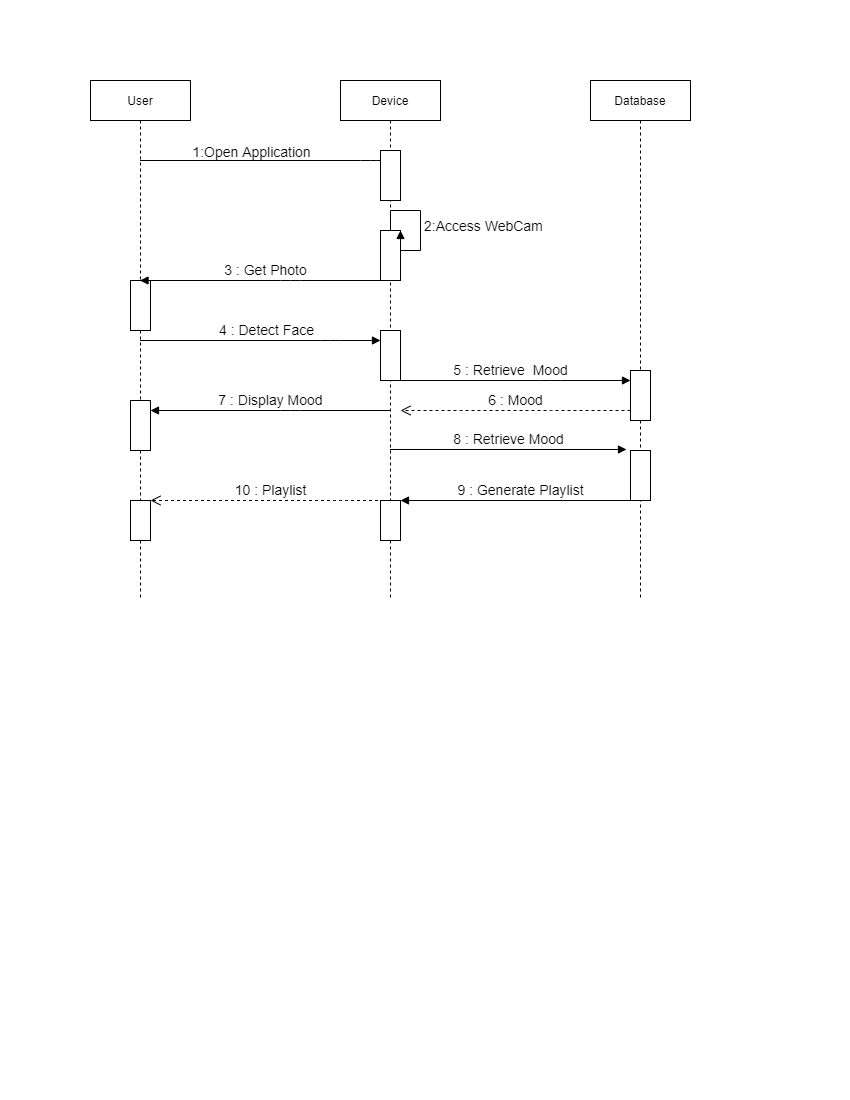 User
Device
Database
1:Open Application
2:Access WebCam
3 : Get Photo
4 : Detect Face
5 : Retrieve  Mood
7 : Display Mood
6 : Mood
8 : Retrieve Mood
10 : Playlist
9 : Generate Playlist